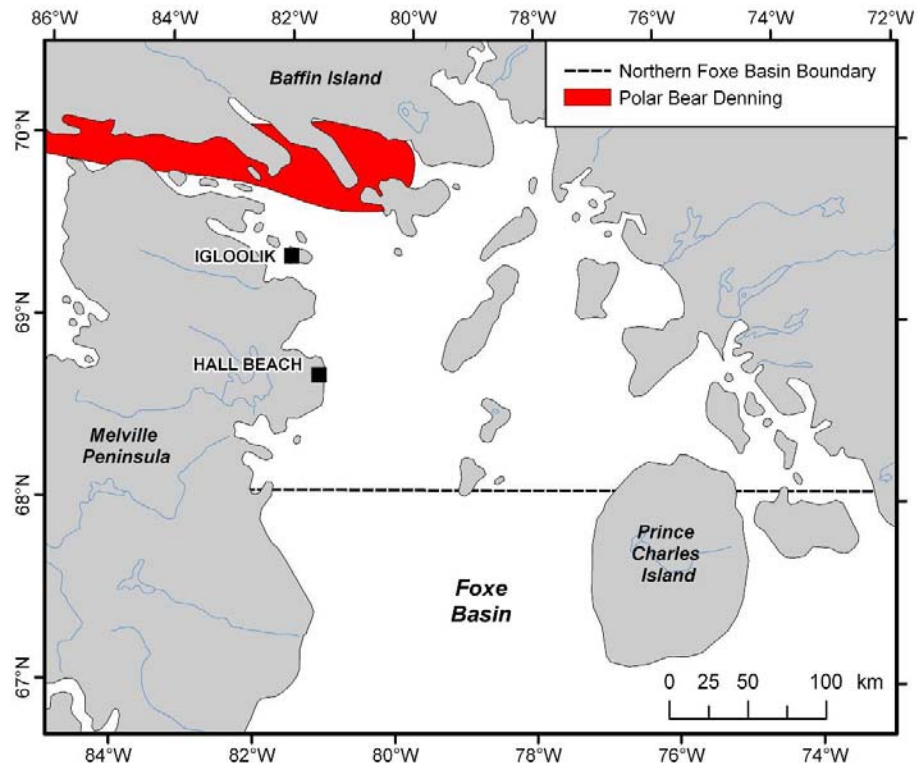 86°W 84°W 82°W 80°W 78°W 76°W 74°W 72°W
Baffin Island
Northern Foxe Basin Boundary
Polar Bear Denning
70°N
IGLOOLIK
69°N
HALL BEACH
Melville
Peninsula
68°N
Prince
Charles
Island
Foxe
Basin
67°N
0 25 50 100 km
84°W 82°W 80°W 78°W 76°W 74°W